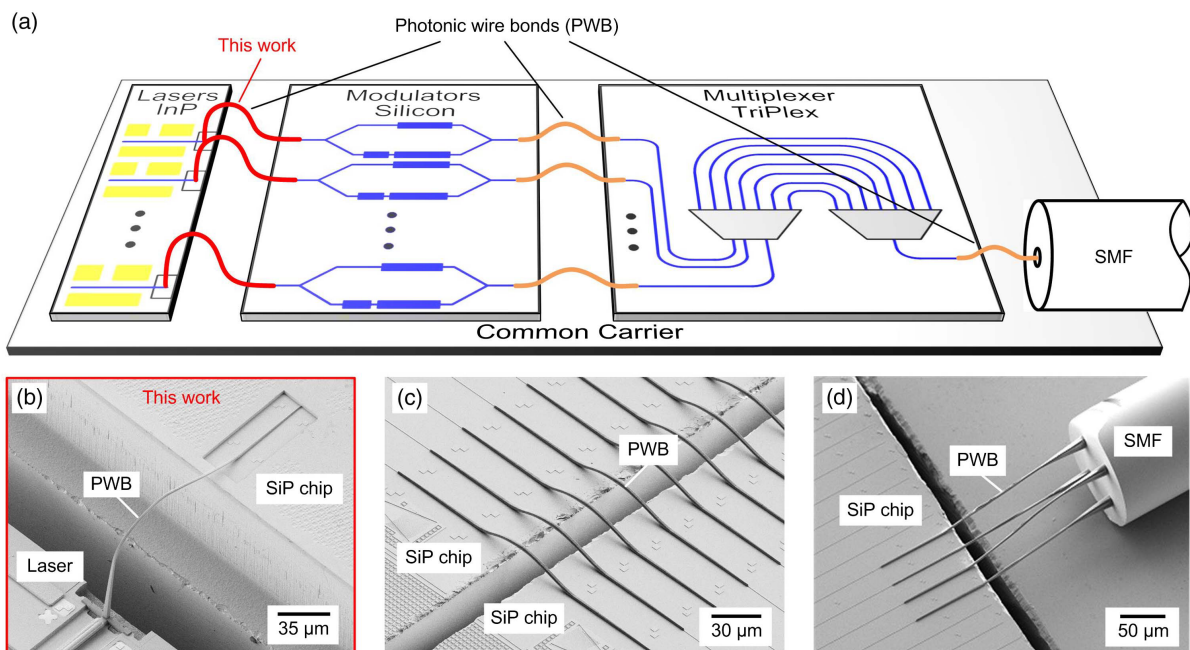 (a)
Photonic wire bonds (PWB)
This work
Lasers
InP
Modulators
Silicon
Multiplexer
TriPlex
SMF
Common Carrier
(b)
This work
PWB
SiP chip
Laser
35 µm
(c)
PWB
SiP chip
SiP chip
30 µm
(d)
SMF
PWB
SiP chip
50 µm